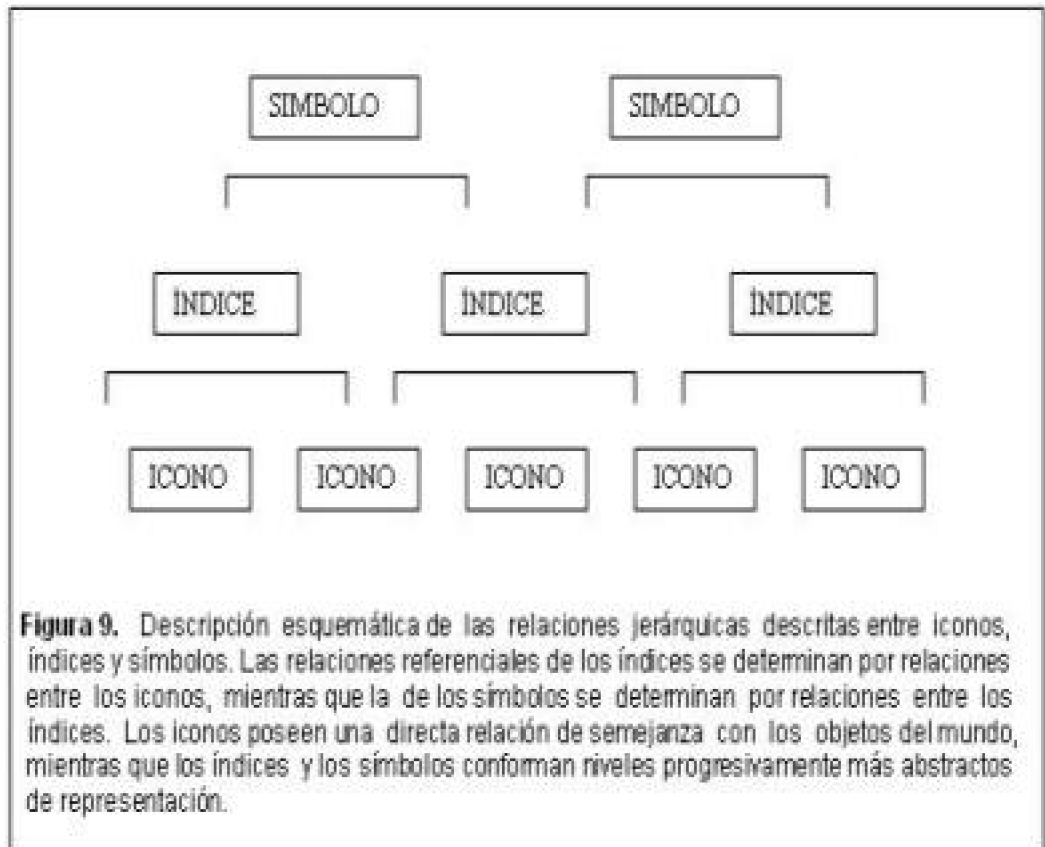 SIMBOLO SIMBOLO
ÍNDICE ÍNDICE ÍNDICE
ICONO ICONO ICONO ICONO ICONO
Figura 9. Descripción esquemática de las relaciones jerárquicas descritas entre iconos,
índices y símbolos. Las relaciones referenciales de los índices se determinan por relaciones
entre los iconos, mientras que la de los símbolos se determinan por relaciones entre los
índices. Los iconos poseen una directa relación de semejanza con los objetos del mundo,
mientras que los índices y los símbolos conforman niveles progresivamente más abstractos
de representación.